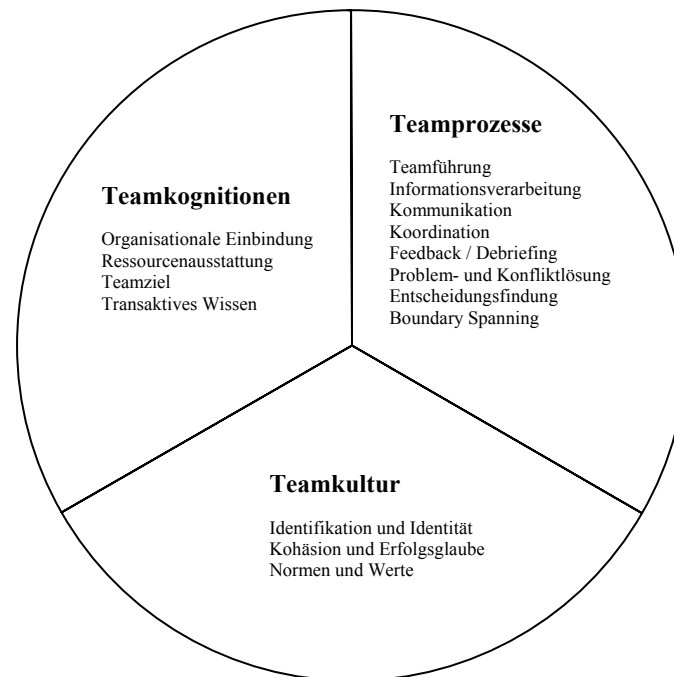 Teamprozesse
Teamführung
Informationsverarbeitung
Kommunikation
Koordination
Feedback / Debriefing
Problem- und Konfliktlösung
Entscheidungsfindung
Boundary Spanning
Teamkognitionen
Organisationale Einbindung
Ressourcenausstattung
Teamziel
Transaktives Wissen
Teamkultur
Identifikation und Identität
Kohäsion und Erfolgsglaube
Normen und Werte